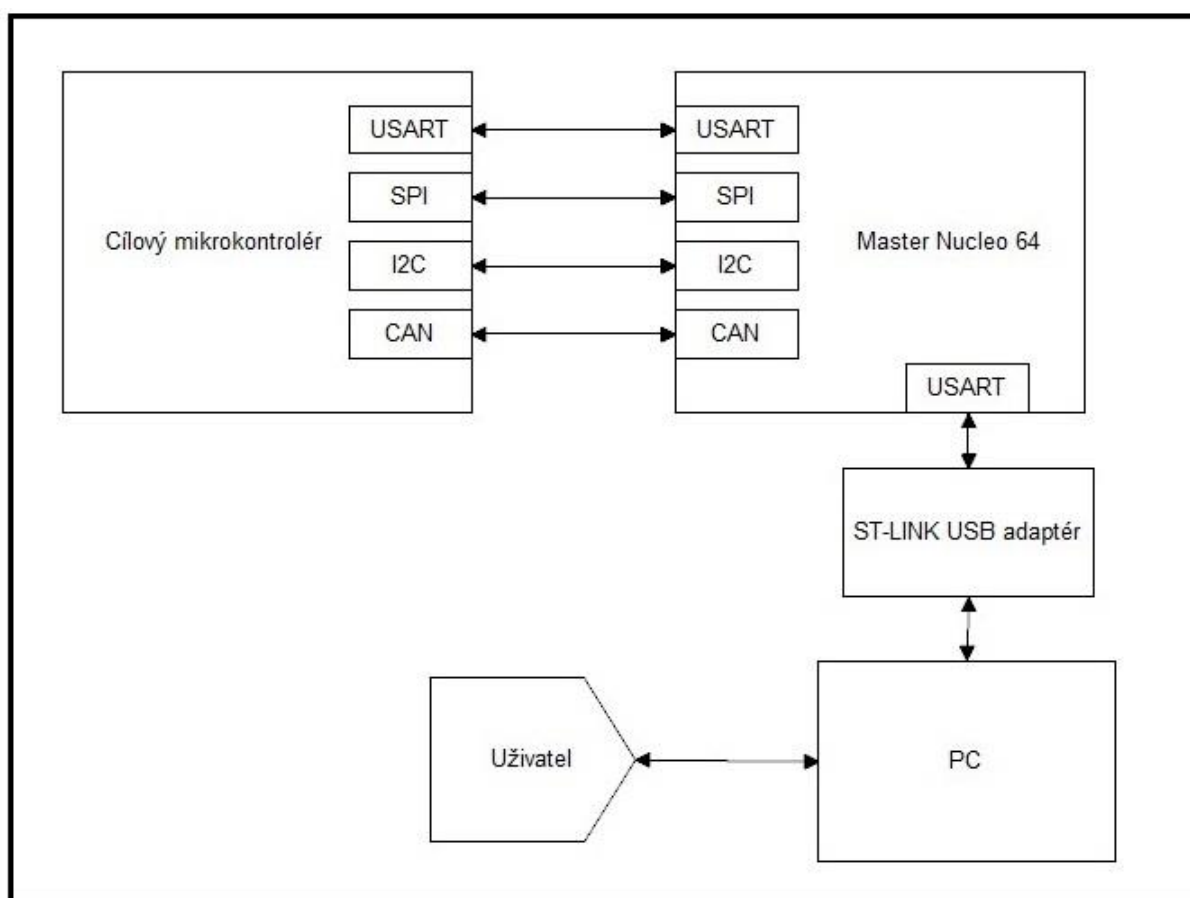 USART
SPI
Cílový mikrokontrolér
I2C
CAN
USART
SPI
Master Nucleo 64
I2C
CAN
USART
ST-LINK USB adaptér
Uživatel
PC